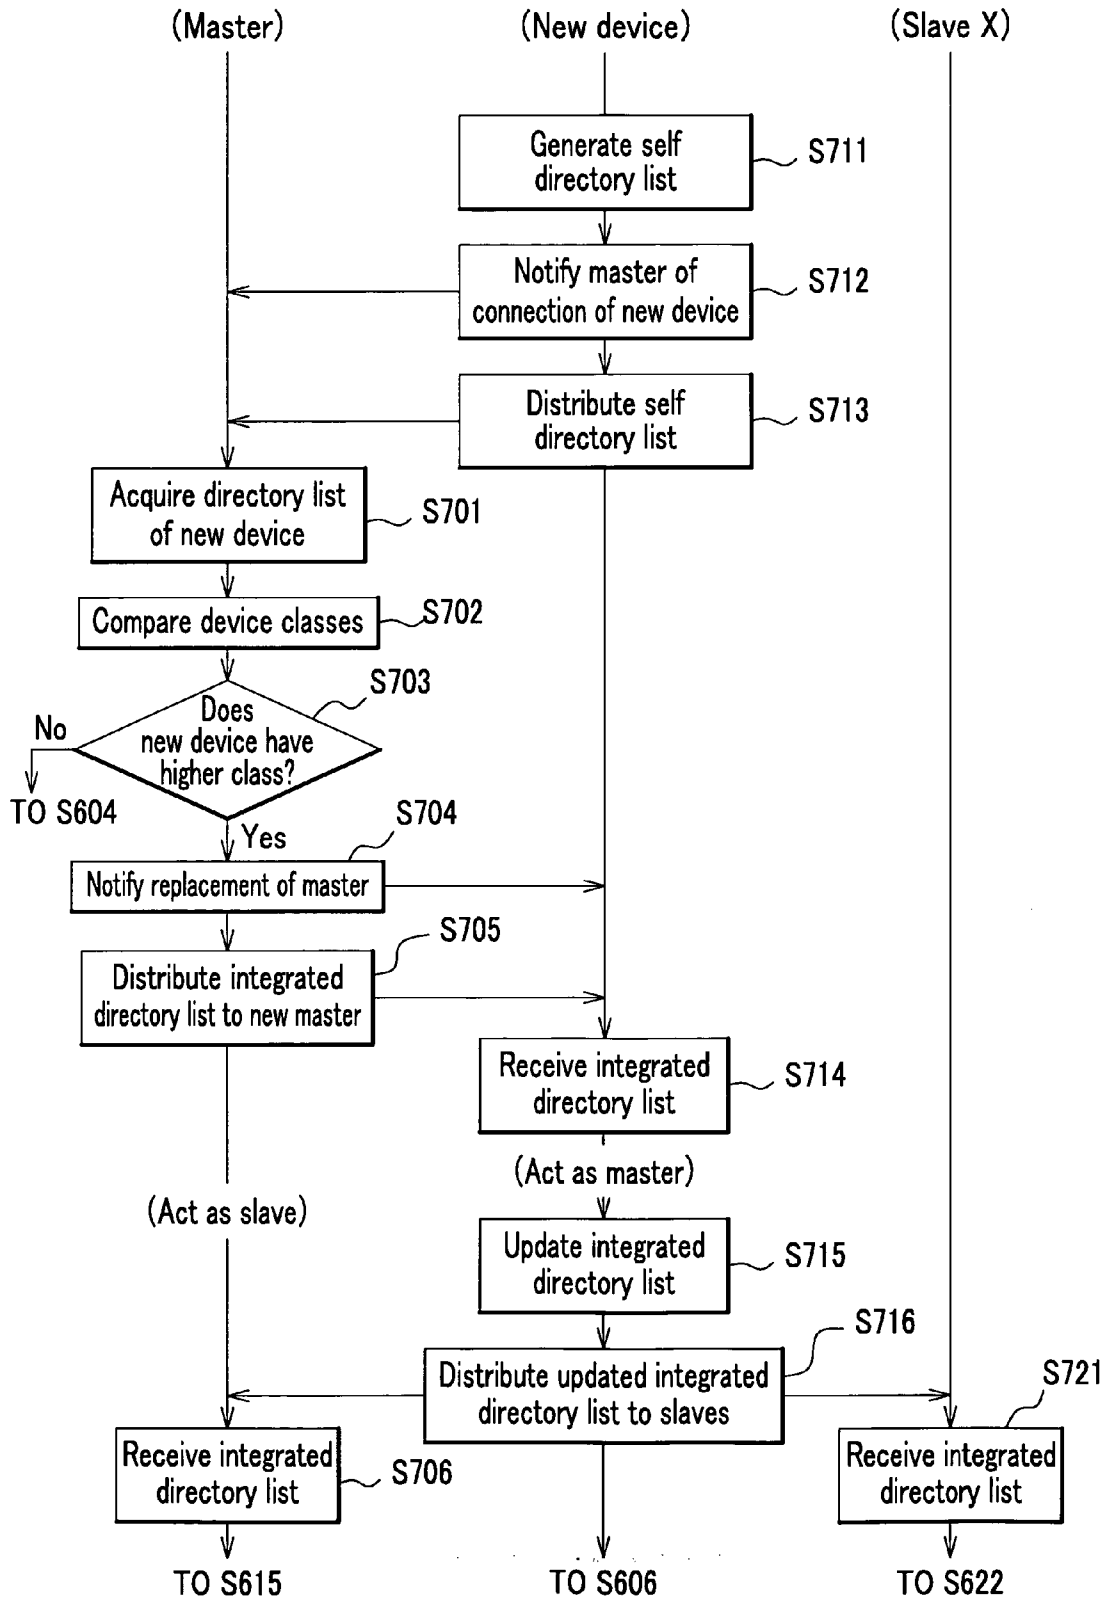 (Master)
(New device)
(Slave X)
Generate self
directory list
S711
Notify master of
connection of new device
S712
Distribute self
directory list
S713
Acquire directory list
of new device
S701
Compare device classes
S702
S703
Does
new device have
higher class?
No
TO S604
Yes
S704
Notify replacement of master
S705
Distribute integrated
directory list to new master
Receive integrated
directory list
S714
(Act as master)
(Act as slave)
Update integrated
directory list
S715
S716
Distribute updated integrated
directory list to slaves
S721
Receive integrated
directory list
S706
Receive integrated
directory list
TO S615
TO S606
TO S622